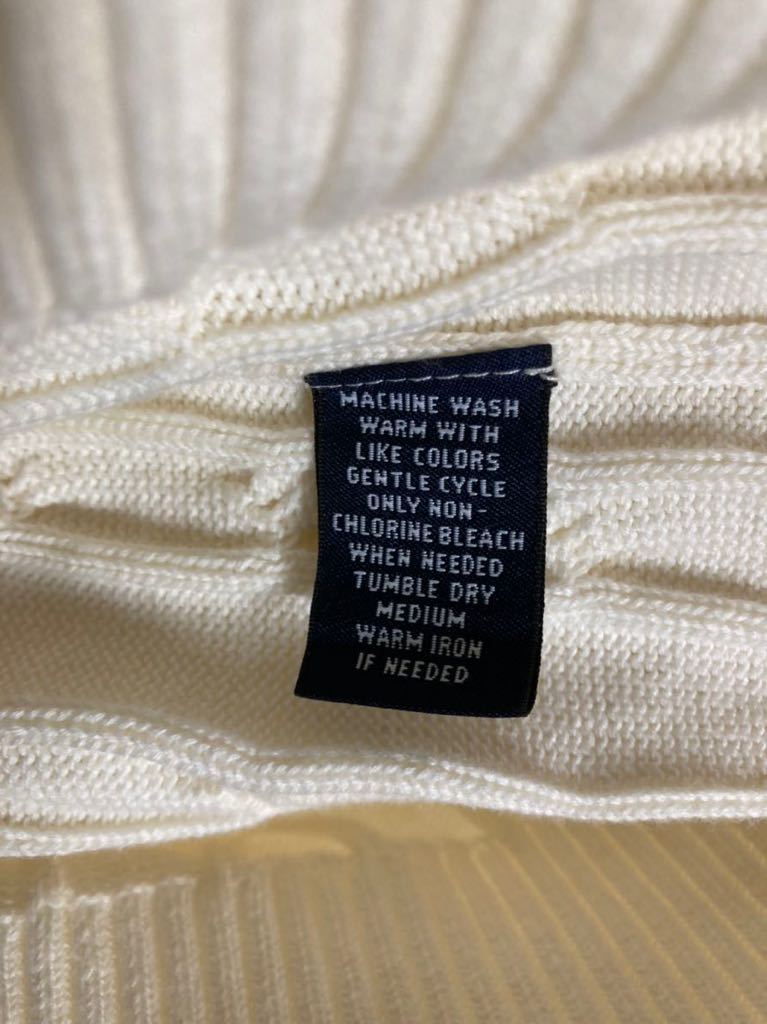 MACHINE WASH
WARM WITH
LIKE COLORS
GENTLE CYCLE
ONLY NON-
CHLORINE BLEACH
WHEN NEEDED
TUMBLE DRY
MEDIUM
WARM IRON
IF NEEDED